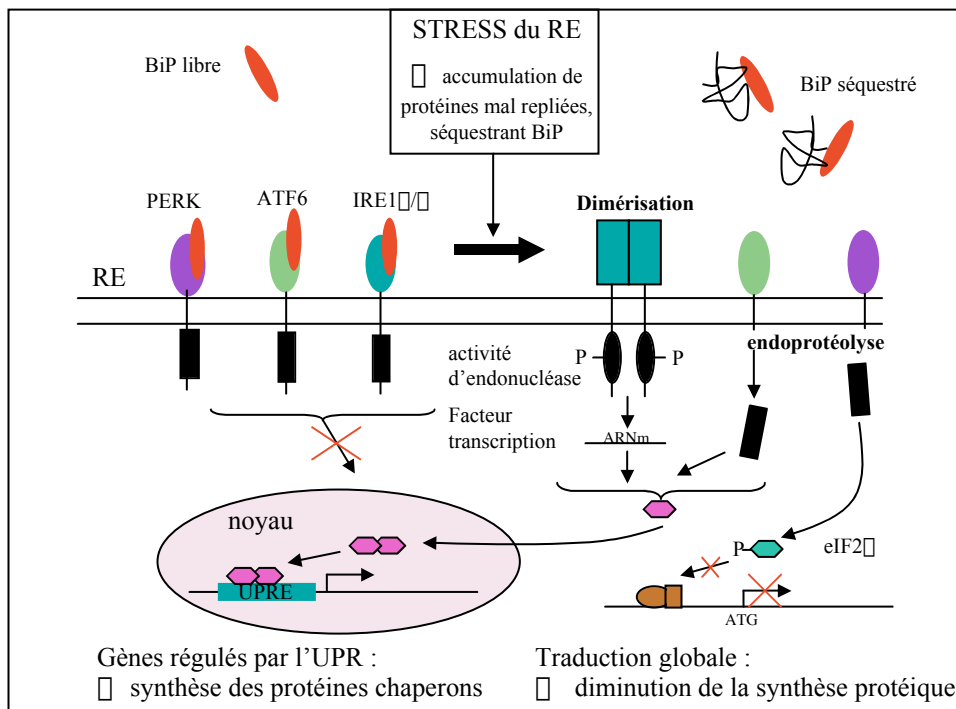 STRESS du RE
▯ accumulation de
protéines mal repliées,
séquestrant BiP
BiP libre
BiP séquestré
PERK
ATF6
IRE1▯/▯
Dimérisation
RE
endoprotéolyse
P
P
activité
d'endonucléase
Facteur
transcription
ARNm
noyau
P
eIF2▯
UPRE
ATG
Gènes régulés par l'UPR :
▯ synthèse des protéines chaperons
Traduction globale :
▯ diminution de la synthèse protéique